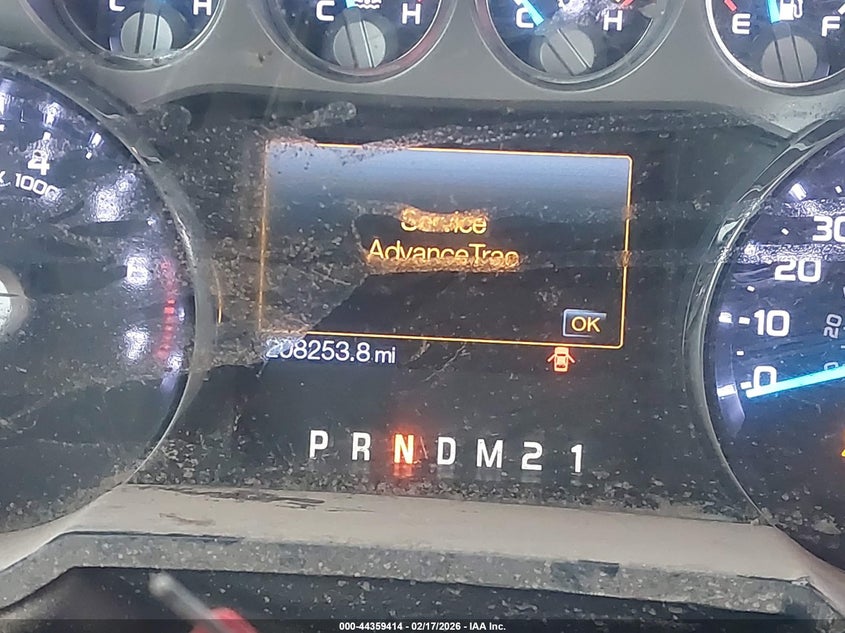 C H C H C H E F
4
x 1000
Service
AdvanceTrac
OK
208253.8 mi
P R N D M 2 1
30
20
10
0
20
000-44359414 - 02/17/2026 - IAA Inc.